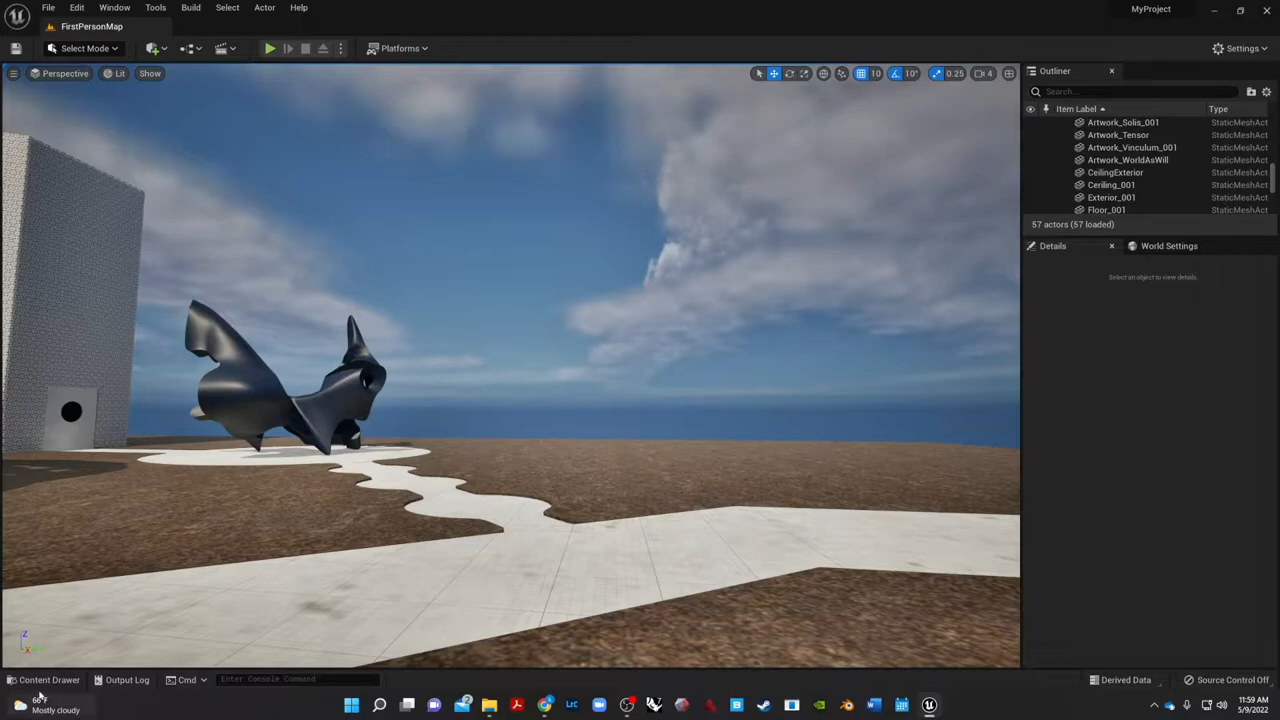 File Edit Window Tools Build Select Actor Help
MyProject
FirstPersonMap
Select Mode
Platforms
Settings
Perspective Lit Show
10 10° 0.25 4
Outliner
Search...
Item Label Type
Artwork_Solis_001 StaticMeshAct
Artwork_Tensor StaticMeshAct
Artwork_Vinculum_001 StaticMeshAct
Artwork_WorldAsWill StaticMeshAct
CeilingExterior StaticMeshAct
Ceriling_001 StaticMeshAct
Exterior_001 StaticMeshAct
Floor_001 StaticMeshAct
57 actors (57 loaded)
Details World Settings
Select an object to view details.
Z
X
Content Drawer Output Log Cmd Enter Console Command
Derived Data Source Control Off
66°F
Mostly cloudy
11:59 AM
5/9/2022